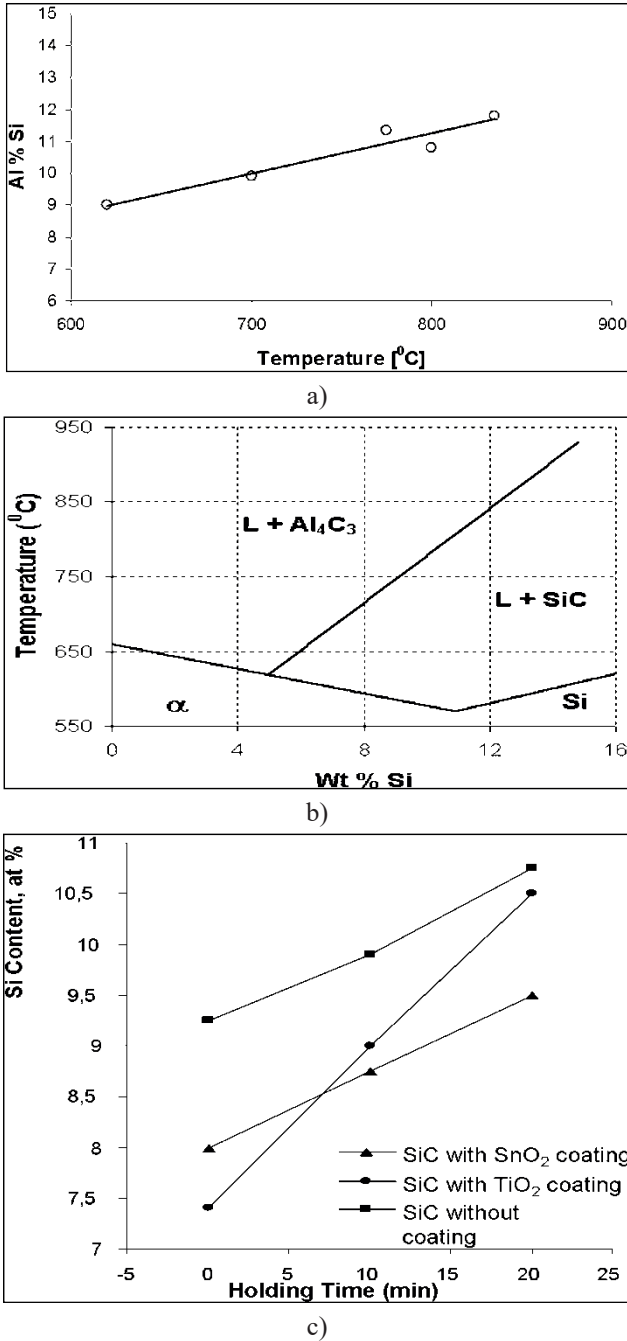 15
14
13
12
11
10
9
8
7
6
Al % Si
600 700 800 900
Temperature [⁰C]
a)
950
850
750
650
550
Temperature (⁰C)
L + Al₄C₃
L + SiC
α
Si
0 4 8 12 16
Wt % Si
b)
Si Content, at %
11
10,5
10
9,5
9
8,5
8
7,5
7
SiC with SnO₂ coating
SiC with TiO₂ coating
SiC without
coating
-5 0 5 10 15 20 25
Holding Time (min)
c)